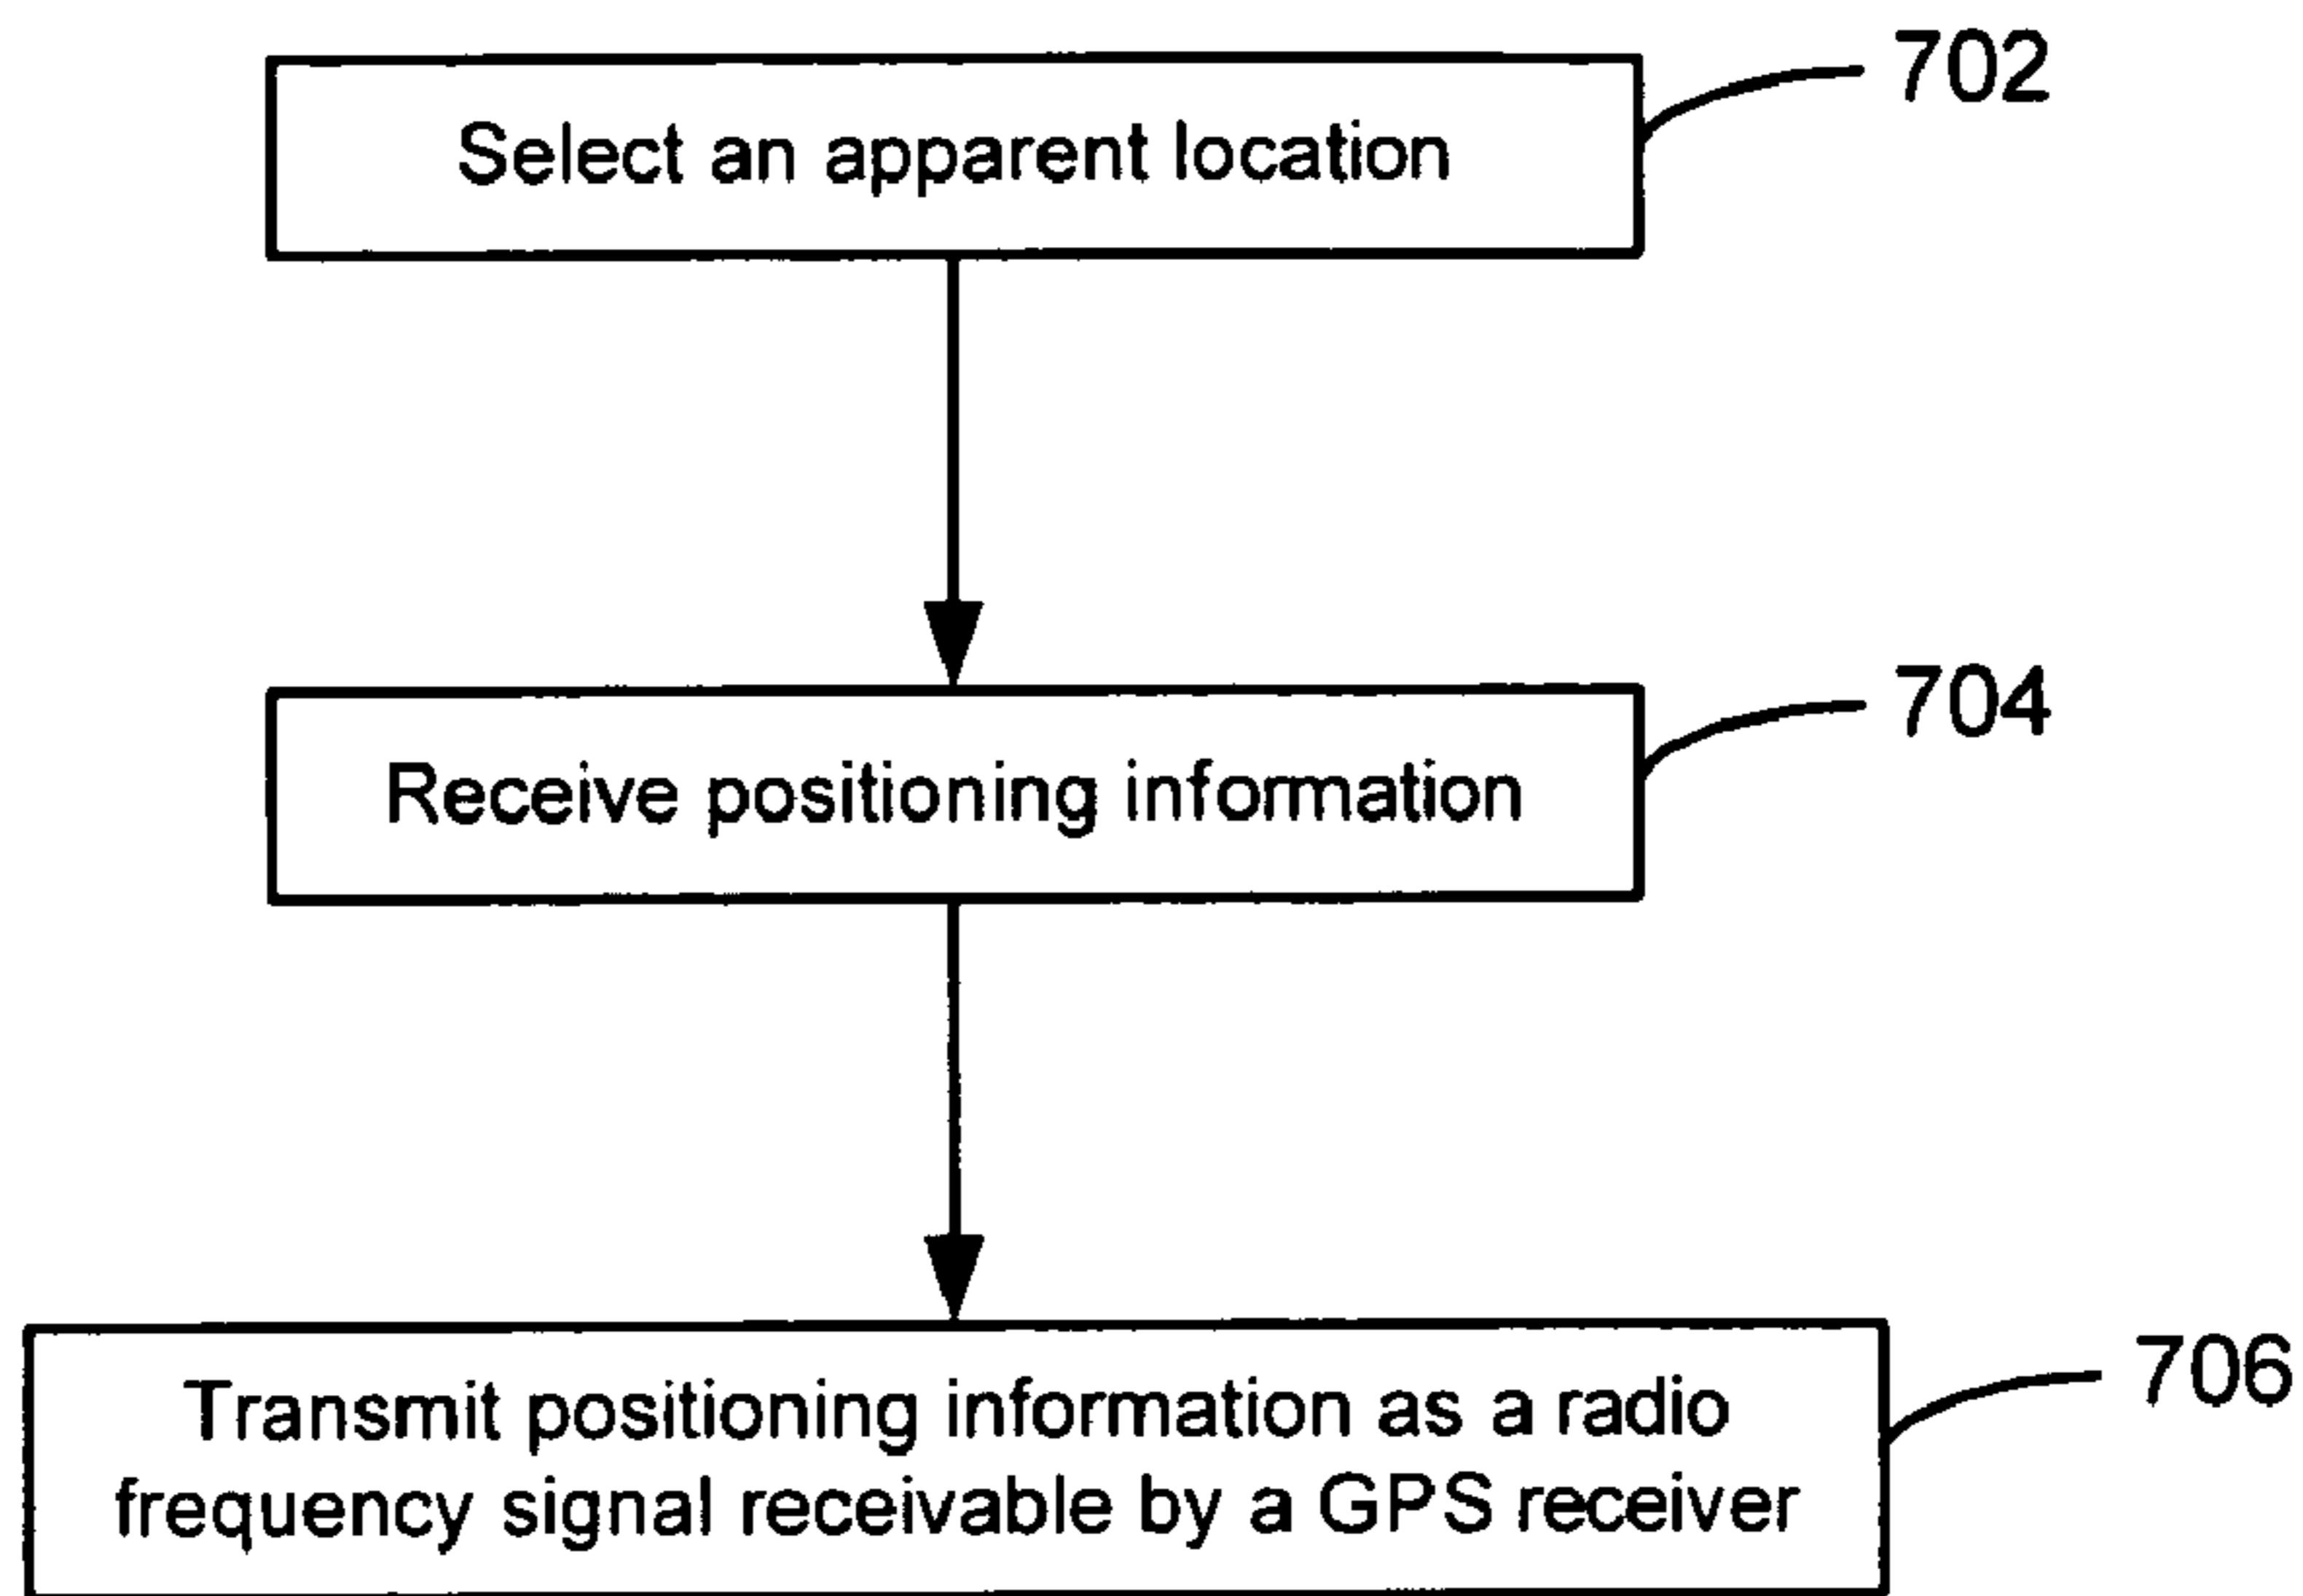 702
Select an apparent location
704
Receive positioning information
706
Transmit positioning information as a radio
frequency signal receivable by a GPS receiver